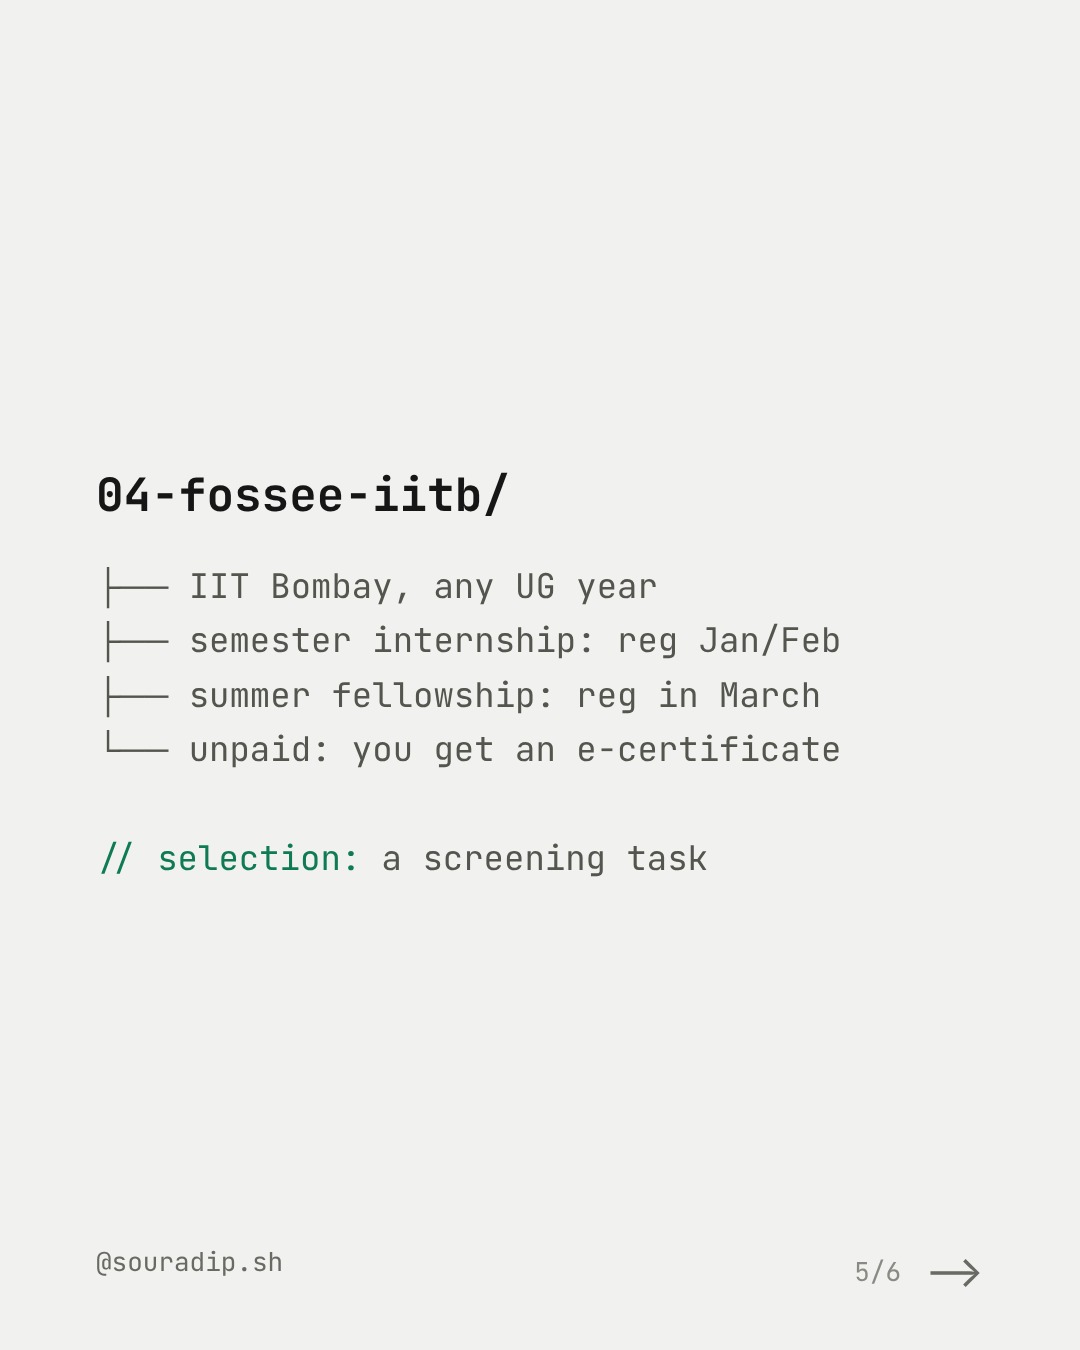 04-fossee-iitb/
├── IIT Bombay, any UG year
├── semester internship: reg Jan/Feb
├── summer fellowship: reg in March
└── unpaid: you get an e-certificate
// selection: a screening task
@souradip.sh
5/6 →